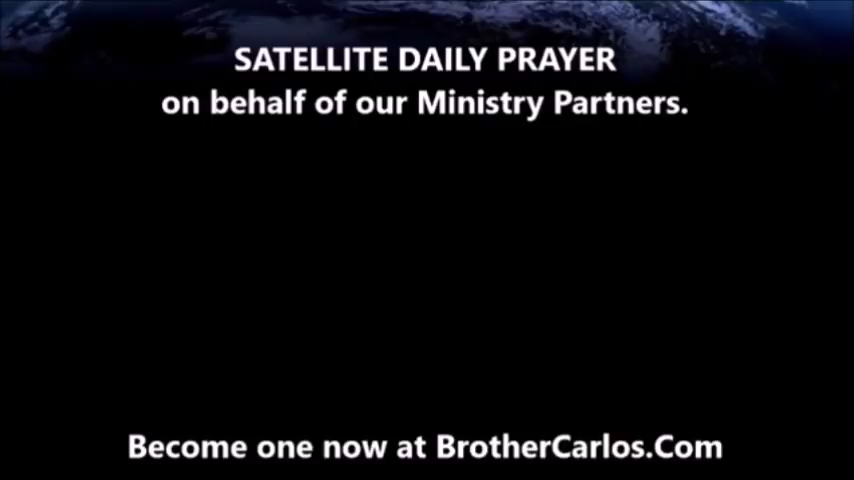 SATELLITE DAILY PRAYER
on behalf of our Ministry Partners.
Become one now at BrotherCarlos.Com